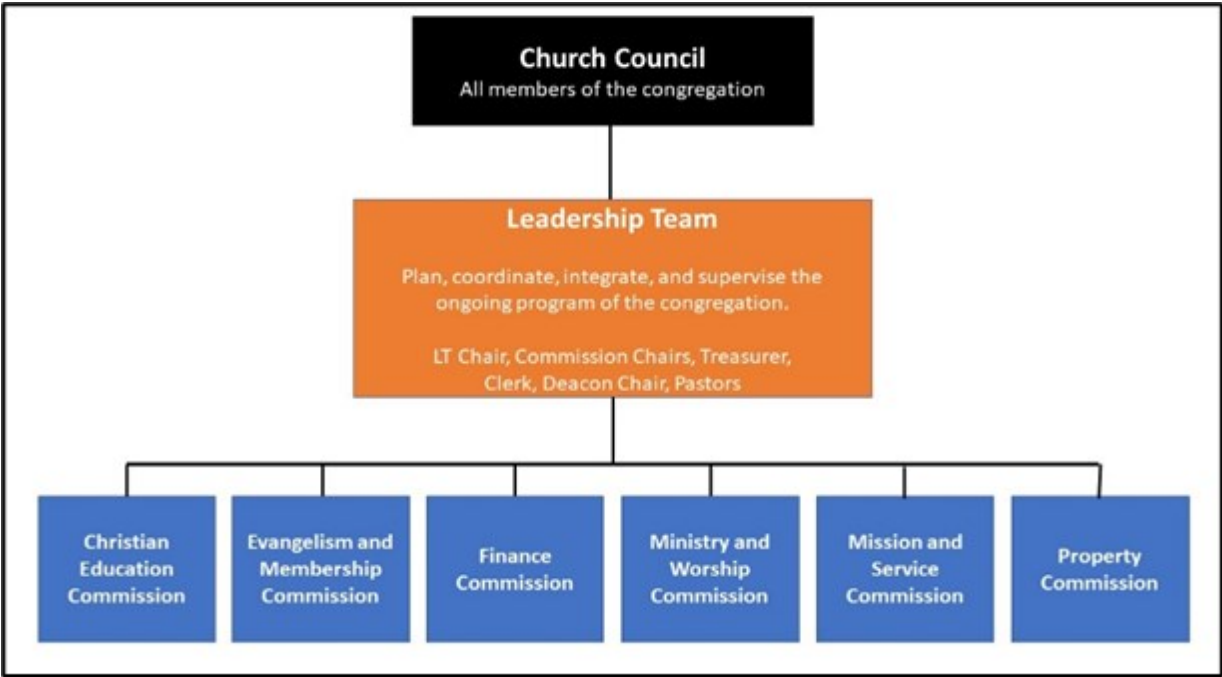 Church Council
All members of the congregation
Leadership Team
Plan, coordinate, integrate, and supervise the
ongoing program of the congregation.
LT Chair, Commission Chairs, Treasurer,
Clerk, Deacon Chair, Pastors
Christian
Education
Commission
Evangelism and
Membership
Commission
Finance
Commission
Ministry and
Worship
Commission
Mission and
Service
Commission
Property
Commission